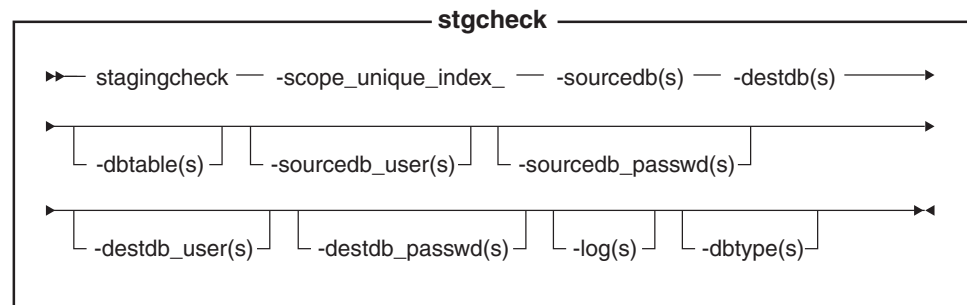 stgcheck
stagingcheck -scope_unique_index_ -sourcedb(s) -destdb(s)
-dbtable(s) -sourcedb_user(s) -sourcedb_passwd(s)
-destdb_user(s) -destdb_passwd(s) -log(s) -dbtype(s)